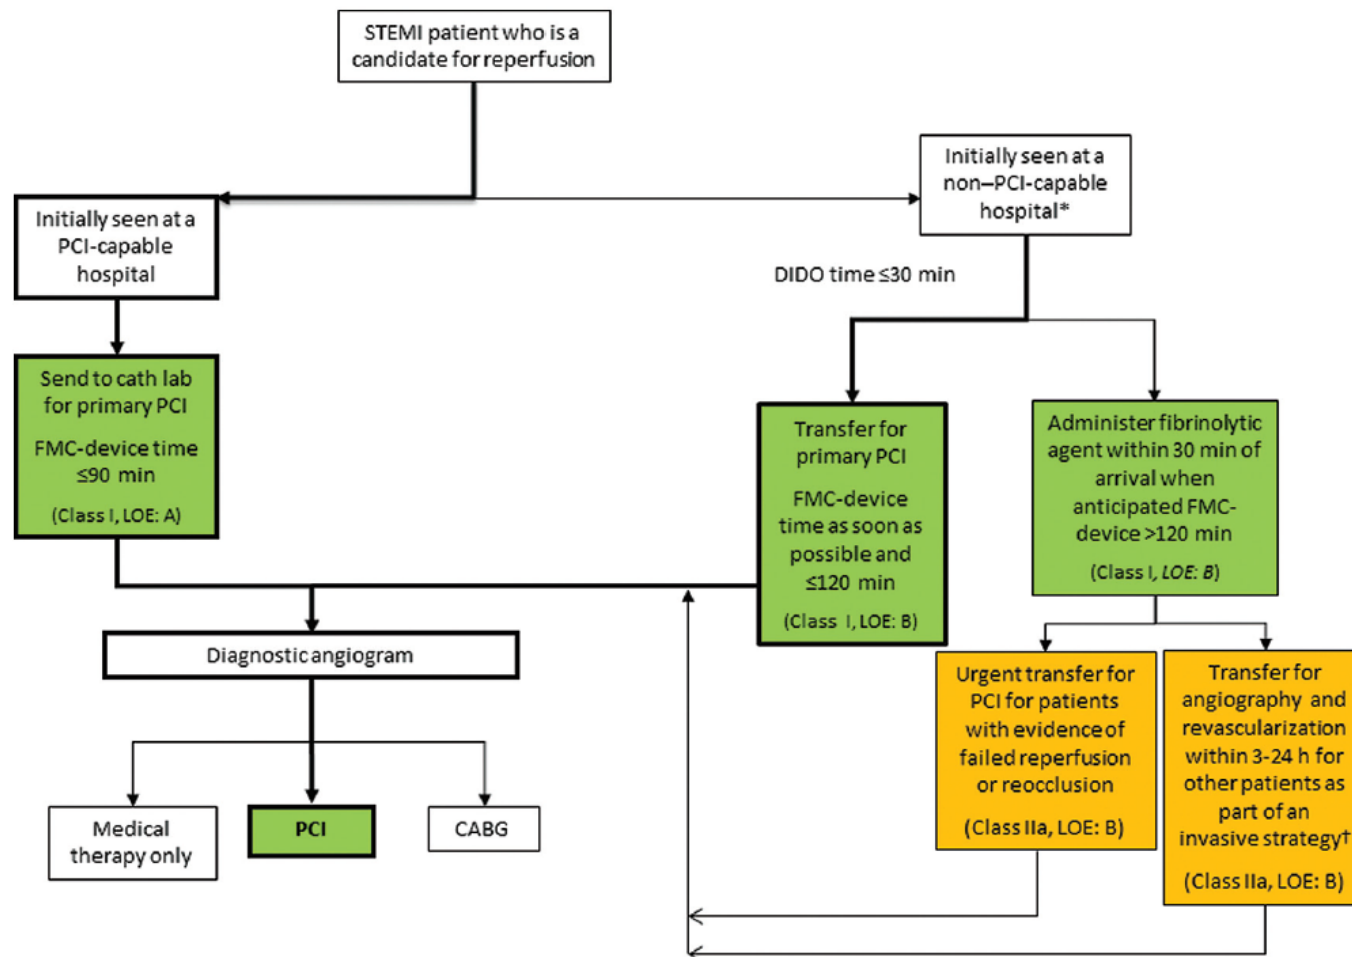 STEMI patient who is a
candidate for reperfusion
Initially seen at a
non–PCI-capable
hospital*
Initially seen at a
PCI-capable
hospital
DIDO time ≤30 min
Send to cath lab
for primary PCI
FMC-device time
≤90 min
(Class I, LOE: A)
Transfer for
primary PCI
FMC-device
time as soon as
possible and
≤120 min
(Class I, LOE: B)
Administer fibrinolytic
agent within 30 min of
arrival when
anticipated FMC-
device >120 min
(Class I, LOE: B)
Diagnostic angiogram
Urgent transfer for
PCI for patients
with evidence of
failed reperfusion
or reocclusion
(Class IIa, LOE: B)
Transfer for
angiography and
revascularization
within 3-24 h for
other patients as
part of an
invasive strategy†
(Class IIa, LOE: B)
Medical
therapy only
PCI
CABG